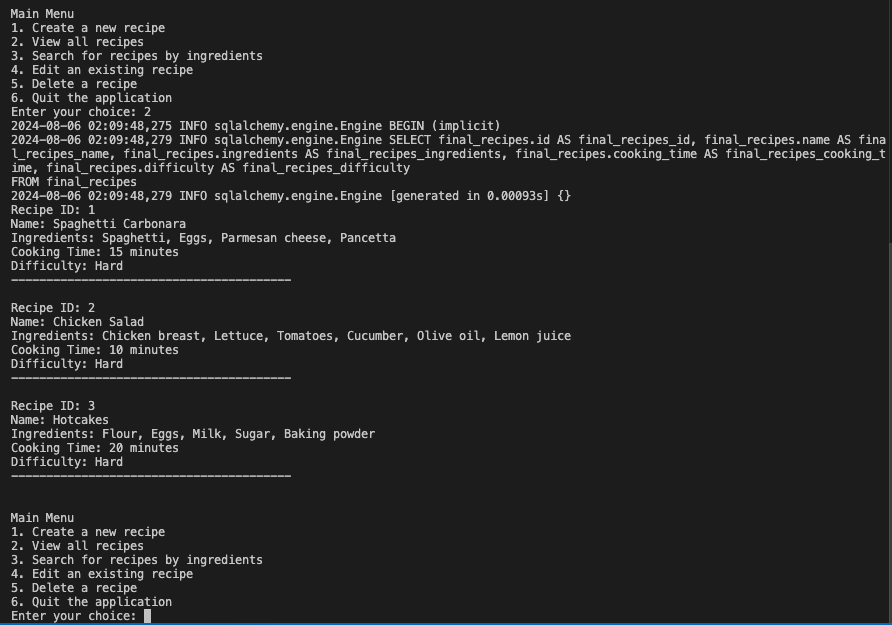 Main Menu
1. Create a new recipe
2. View all recipes
3. Search for recipes by ingredients
4. Edit an existing recipe
5. Delete a recipe
6. Quit the application
Enter your choice: 2
2024-08-06 02:09:48,275 INFO sqlalchemy.engine.Engine BEGIN (implicit)
2024-08-06 02:09:48,279 INFO sqlalchemy.engine.Engine SELECT final_recipes.id AS final_recipes_id, final_recipes.name AS fina
l_recipes_name, final_recipes.ingredients AS final_recipes_ingredients, final_recipes.cooking_time AS final_recipes_cooking_t
ime, final_recipes.difficulty AS final_recipes_difficulty
FROM final_recipes
2024-08-06 02:09:48,279 INFO sqlalchemy.engine.Engine [generated in 0.00093s] {}
Recipe ID: 1
Name: Spaghetti Carbonara
Ingredients: Spaghetti, Eggs, Parmesan cheese, Pancetta
Cooking Time: 15 minutes
Difficulty: Hard
----------------------------------------
Recipe ID: 2
Name: Chicken Salad
Ingredients: Chicken breast, Lettuce, Tomatoes, Cucumber, Olive oil, Lemon juice
Cooking Time: 10 minutes
Difficulty: Hard
----------------------------------------
Recipe ID: 3
Name: Hotcakes
Ingredients: Flour, Eggs, Milk, Sugar, Baking powder
Cooking Time: 20 minutes
Difficulty: Hard
----------------------------------------
Main Menu
1. Create a new recipe
2. View all recipes
3. Search for recipes by ingredients
4. Edit an existing recipe
5. Delete a recipe
6. Quit the application
Enter your choice: